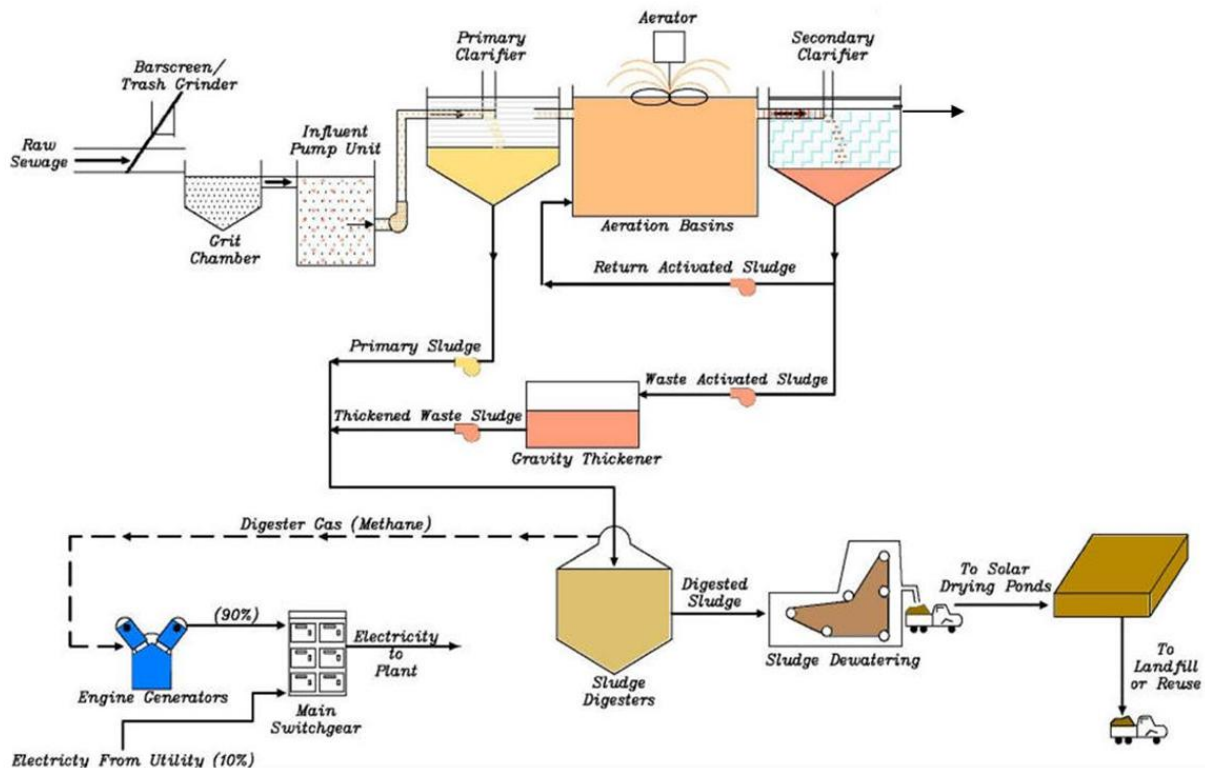 Aerator
Primary
Clarifier
Secondary
Clarifier
Barscreen/
Trash Grinder
Influent
Pump Unit
Raw
Sewage
Grit
Chamber
Aeration Basins
Return Activated Sludge
Primary Sludge
Waste Activated Sludge
Thickened Waste Sludge
Gravity Thickener
Digester Gas (Methane)
To Solar
Drying Ponds
Digested
Sludge
(90%)
Electricity
to
Plant
To
Landfill
or Reuse
Sludge Dewatering
Sludge
Digesters
Engine Generators
Main
Switchgear
Electricty From Utility (10%)